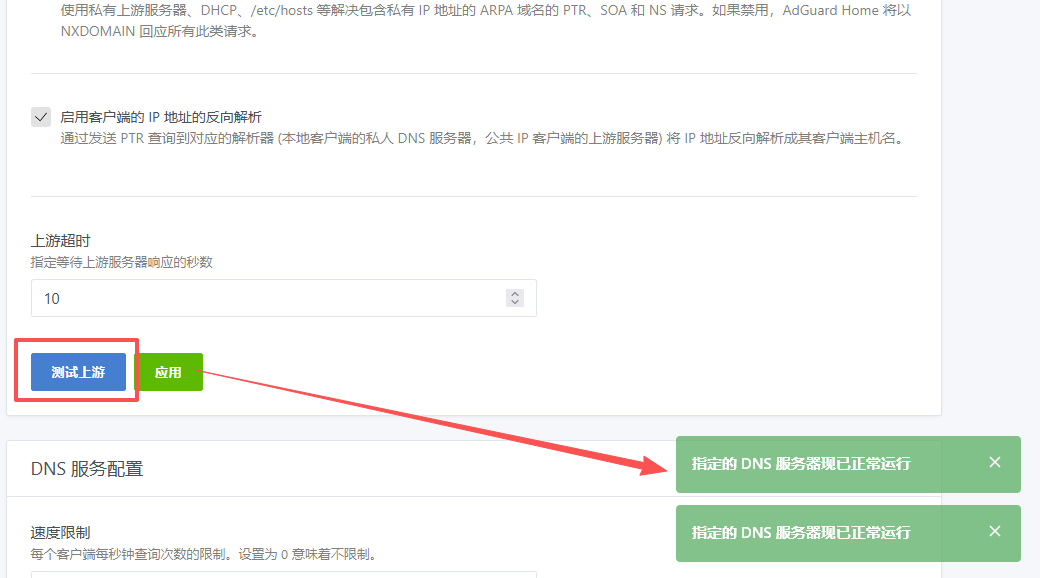 使用私有上游服务器、DHCP、/etc/hosts 等解决包含私有 IP 地址的 ARPA 域名的 PTR、SOA 和 NS 请求。如果禁用，AdGuard Home 将以
NXDOMAIN 回应所有此类请求。
启用客户端的 IP 地址的反向解析
通过发送 PTR 查询到对应的解析器 (本地客户端的私人 DNS 服务器，公共 IP 客户端的上游服务器) 将 IP 地址反向解析成其客户端主机名。
上游超时
指定等待上游服务器响应的秒数
10
测试上游 应用
DNS 服务配置
指定的 DNS 服务器现已正常运行
速度限制
指定的 DNS 服务器现已正常运行
每个客户端每秒钟查询次数的限制。设置为 0 意味着不限制。